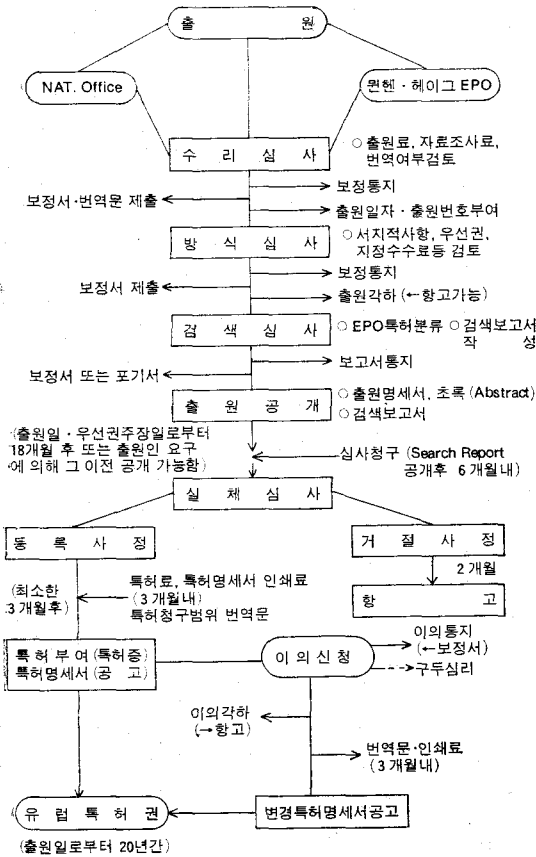 출 원
NAT. Office
뮌헨·헤이그 EPO
수 리 심 사
○출원료, 자료조사료,
번역여부검토
보정통지
보정서·번역문 제출
출원일자·출원번호부여
방 식 심 사
○서지적사항, 우선권,
지정수수료등 검토
보정통지
보정서 제출
출원각하 (←항고가능)
검 색 심 사
○EPO특허분류 ○검색보고서
작 성
보고서통지
보정서 또는 포기서
출 원 공 개
○출원명세서, 초록 (Abstract)
○검색보고서
(출원일·우선권주장일로부터
18개월 후 또는 출원인 요구
에 의해 그 이전 공개 가능함)
심사청구 (Search Report
공개후 6개월내)
실 체 심 사
등 록 사 정
거 절 사 정
2개월
항 고
(최소한
3개월후)
특허료, 특허명세서 인쇄료
(3개월내)
특허청구범위 번역문
특허부여 (특허증)
특허명세서 (공 고)
이의신청
이의통지
(←보정서)
구두심리
이의각하
(→항고)
번역문·인쇄료
(3개월내)
유 럽 특 허 권
변경특허명세서공고
(출원일로부터 20년간)